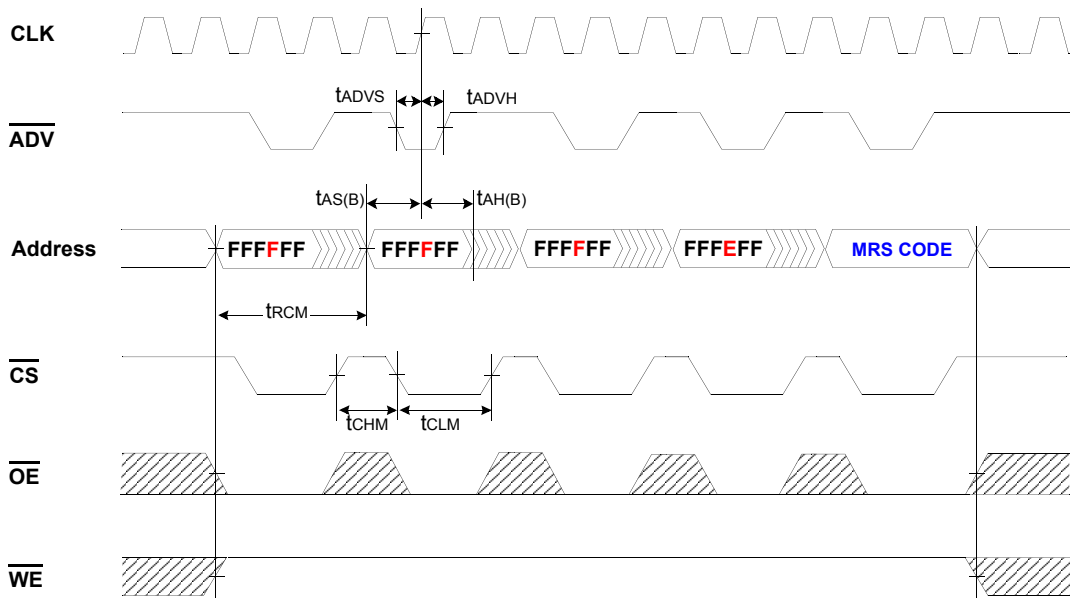 CLK
tADVS tADVH
ADV
tAS(B) tAH(B)
Address FFFFFF FFFFFF FFFFFF FFFEFF MRS CODE
tRCM
CS
tCHM tCLM
OE
WE